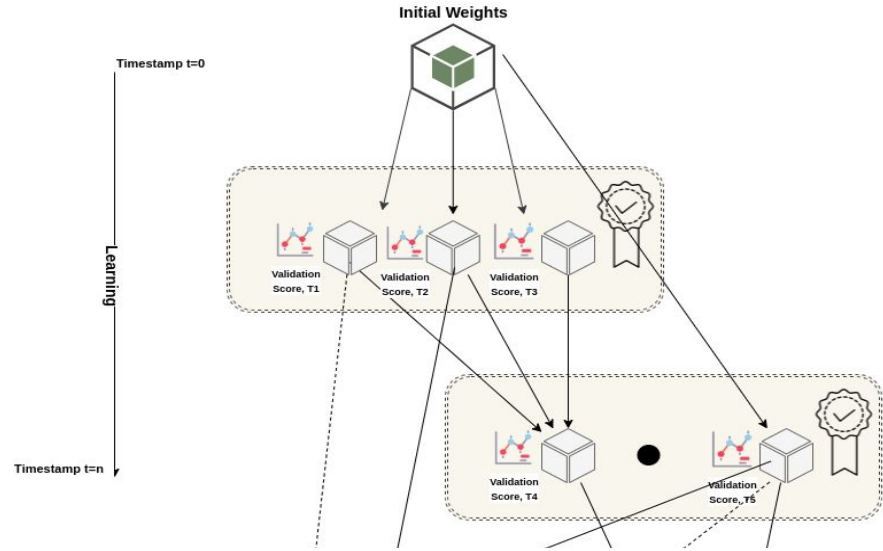 Initial Weights
Timestamp t=0
Learning
Validation
Score, T1
Validation
Score, T2
Validation
Score, T3
Timestamp t=n
Validation
Score, T4
Validation
Score, T5